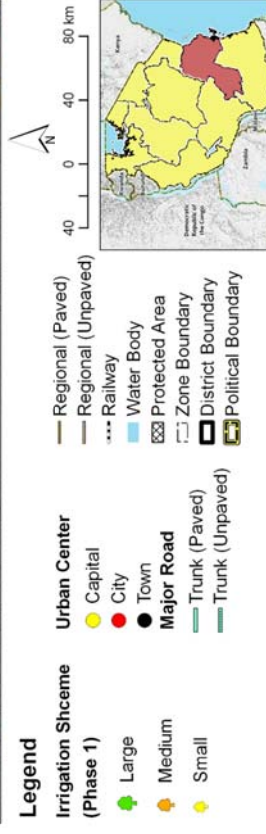 Legend
Irrigation Shceme
(Phase 1)
Large
Medium
Small
Urban Center
Capital
City
Town
Major Road
Trunk (Paved)
Trunk (Unpaved)
Regional (Paved)
Regional (Unpaved)
Railway
Water Body
Protected Area
Zone Boundary
District Boundary
Political Boundary
N
40 0 40 80 km
Kenya
Democratic
Republic of
the Congo
Zambia